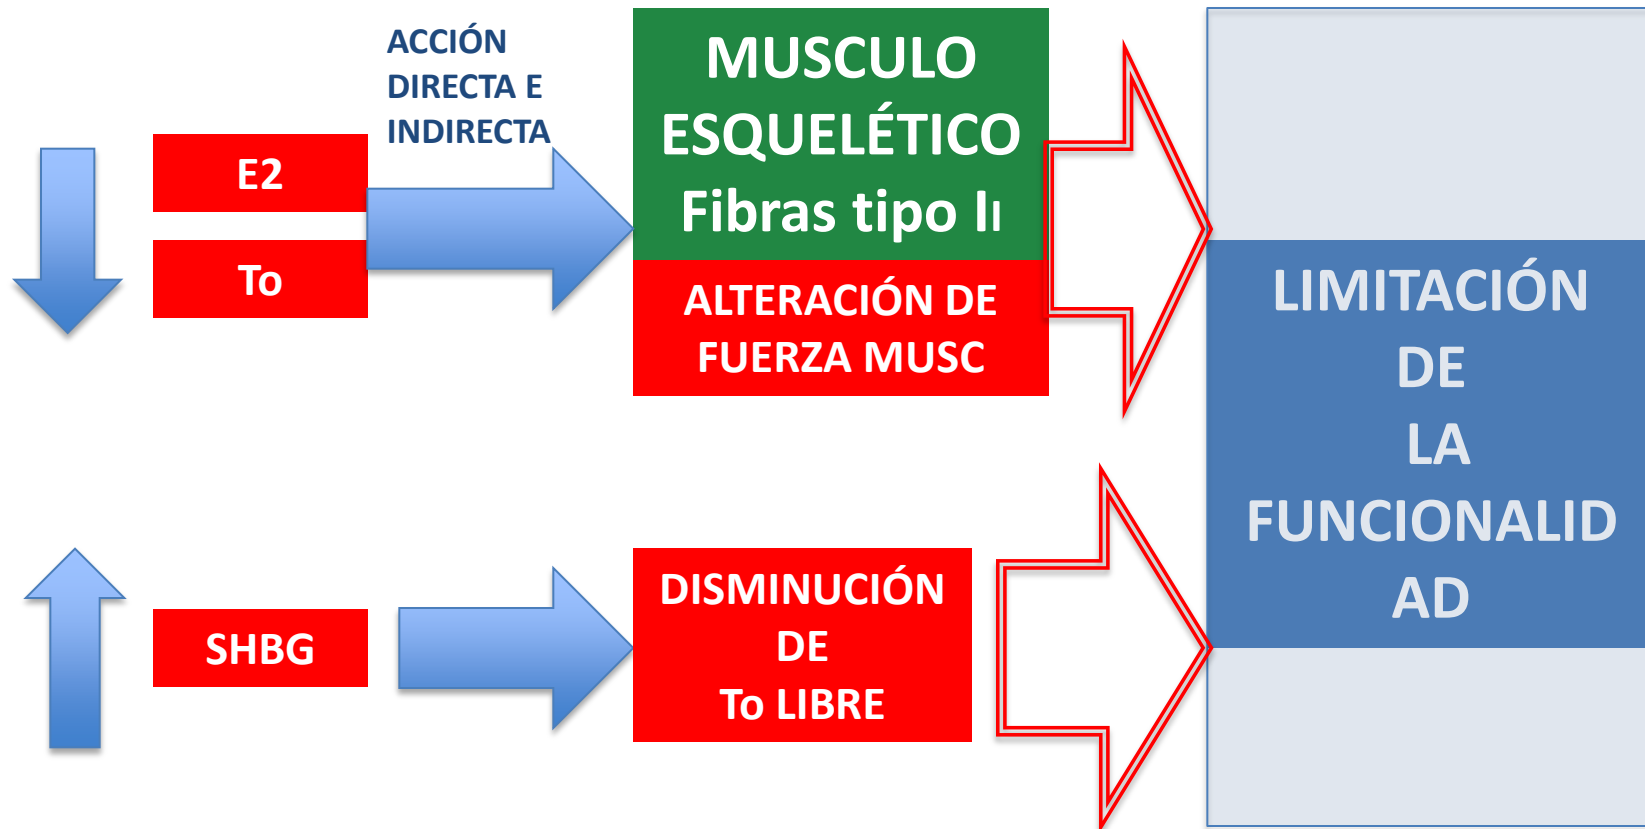 ACCIÓN
DIRECTA E
INDIRECTA
E2
To
MUSCULO
ESQUELÉTICO
Fibras tipo II
ALTERACIÓN DE
FUERZA MUSC
SHBG
DISMINUCIÓN
DE
To LIBRE
LIMITACIÓN
DE
LA
FUNCIONALID
AD